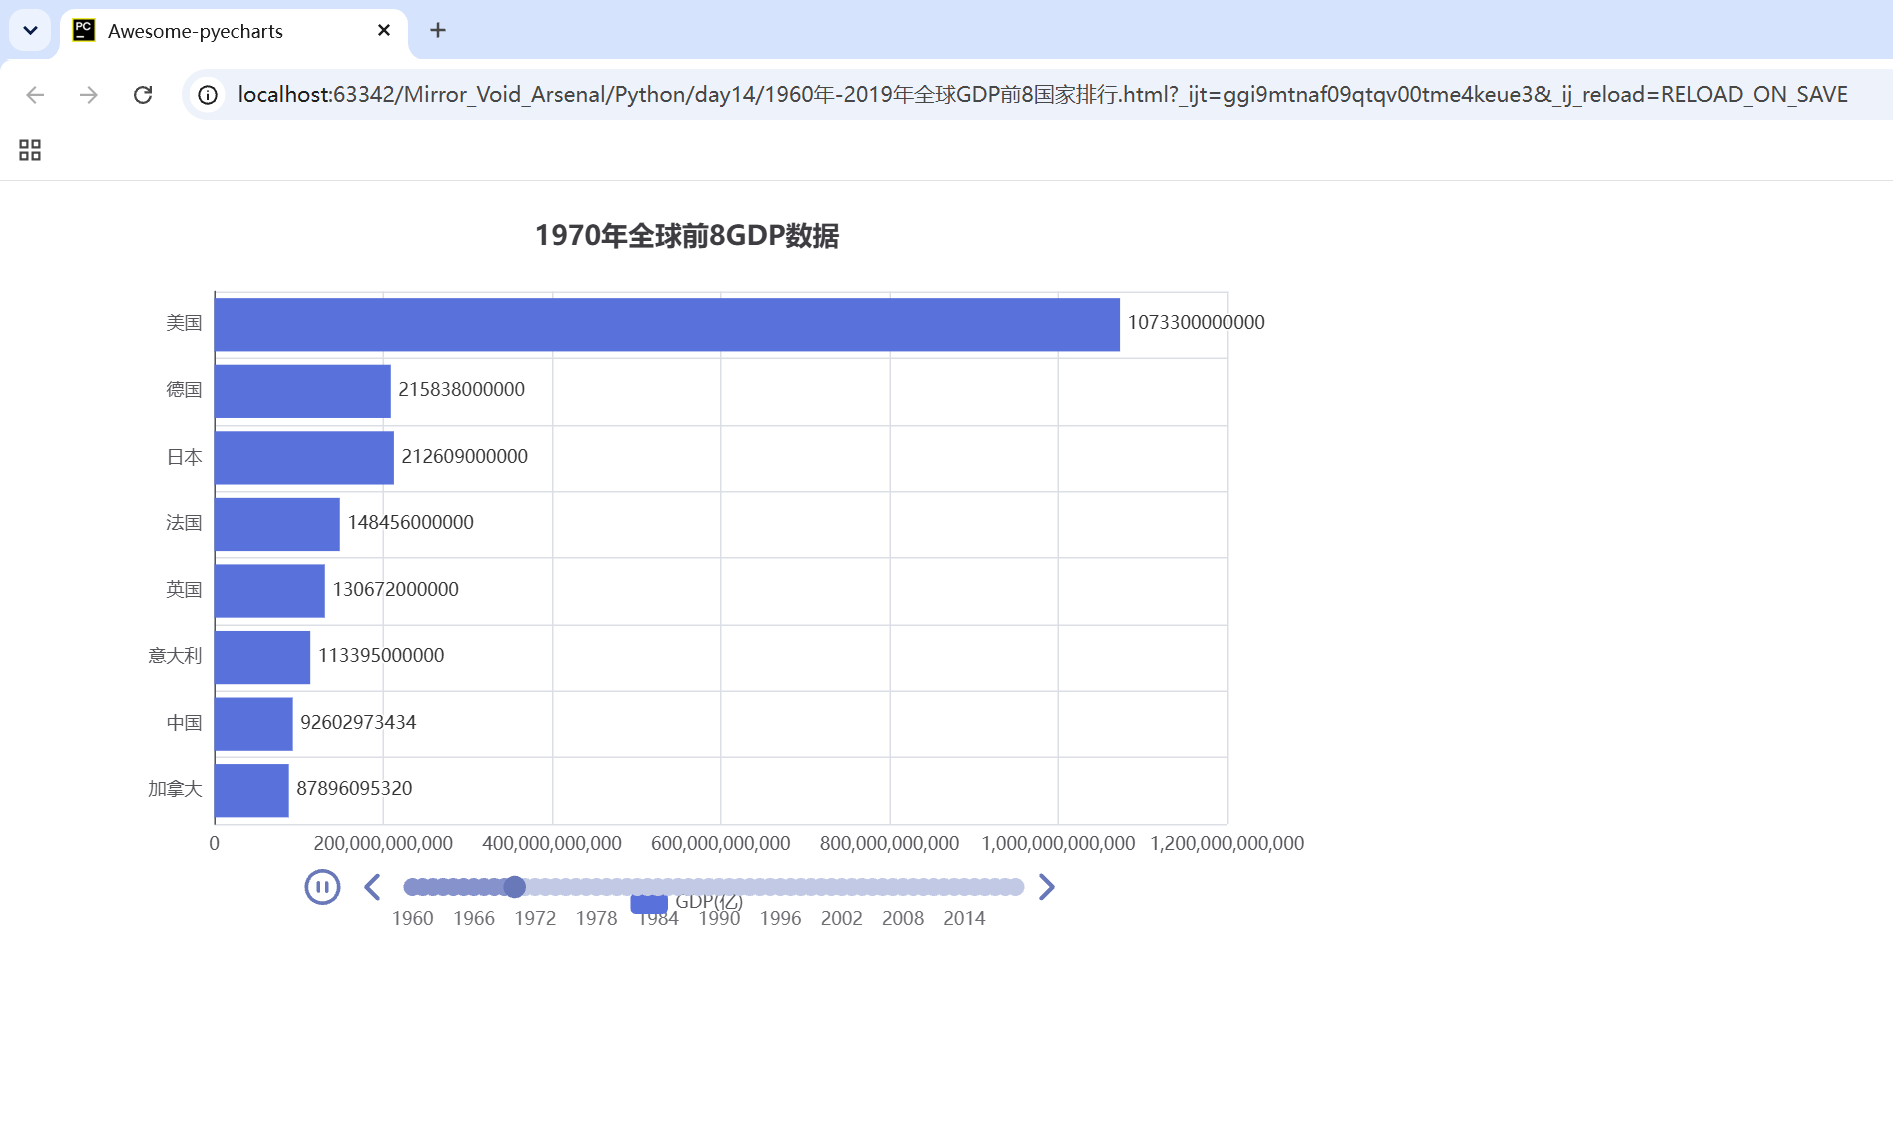 PC
Awesome-pyecharts
localhost:63342/Mirror_Void_Arsenal/Python/day14/1960年-2019年全球GDP前8国家排行.html?_ijt=ggi9mtnaf09qtqv00tme4keue3&_ij_reload=RELOAD_ON_SAVE
1970年全球前8GDP数据
美国 1073300000000
德国 215838000000
日本 212609000000
法国 148456000000
英国 130672000000
意大利 113395000000
中国 92602973434
加拿大 87896095320
0 200,000,000,000 400,000,000,000 600,000,000,000 800,000,000,000 1,000,000,000,000 1,200,000,000,000
GDP(亿)
1960 1966 1972 1978 1984 1990 1996 2002 2008 2014